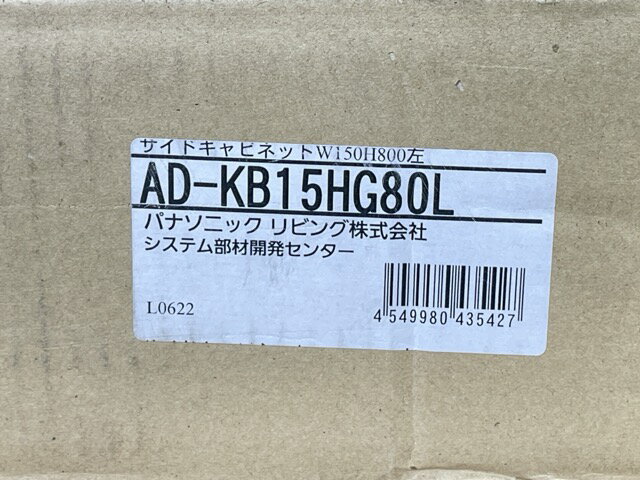 サイドキャビネットW150H800左
AD-KB15HG80L
パナソニック リビング株式会社
システム部材開発センター
L0622
4 549980 435427